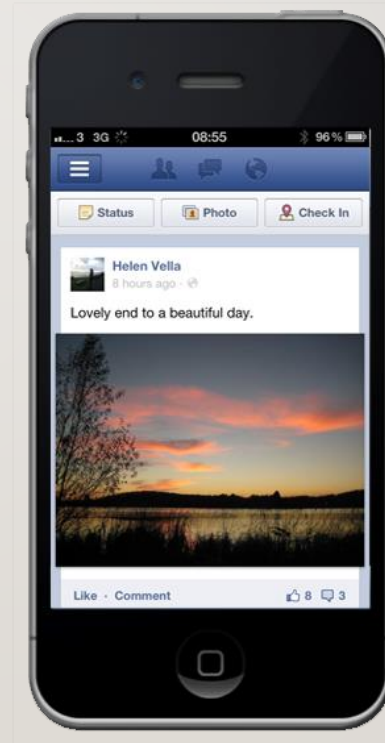 ...3 3G 08:55 96%
Status Photo Check In
Helen Vella
8 hours ago ·
Lovely end to a beautiful day.
Like · Comment 8 3